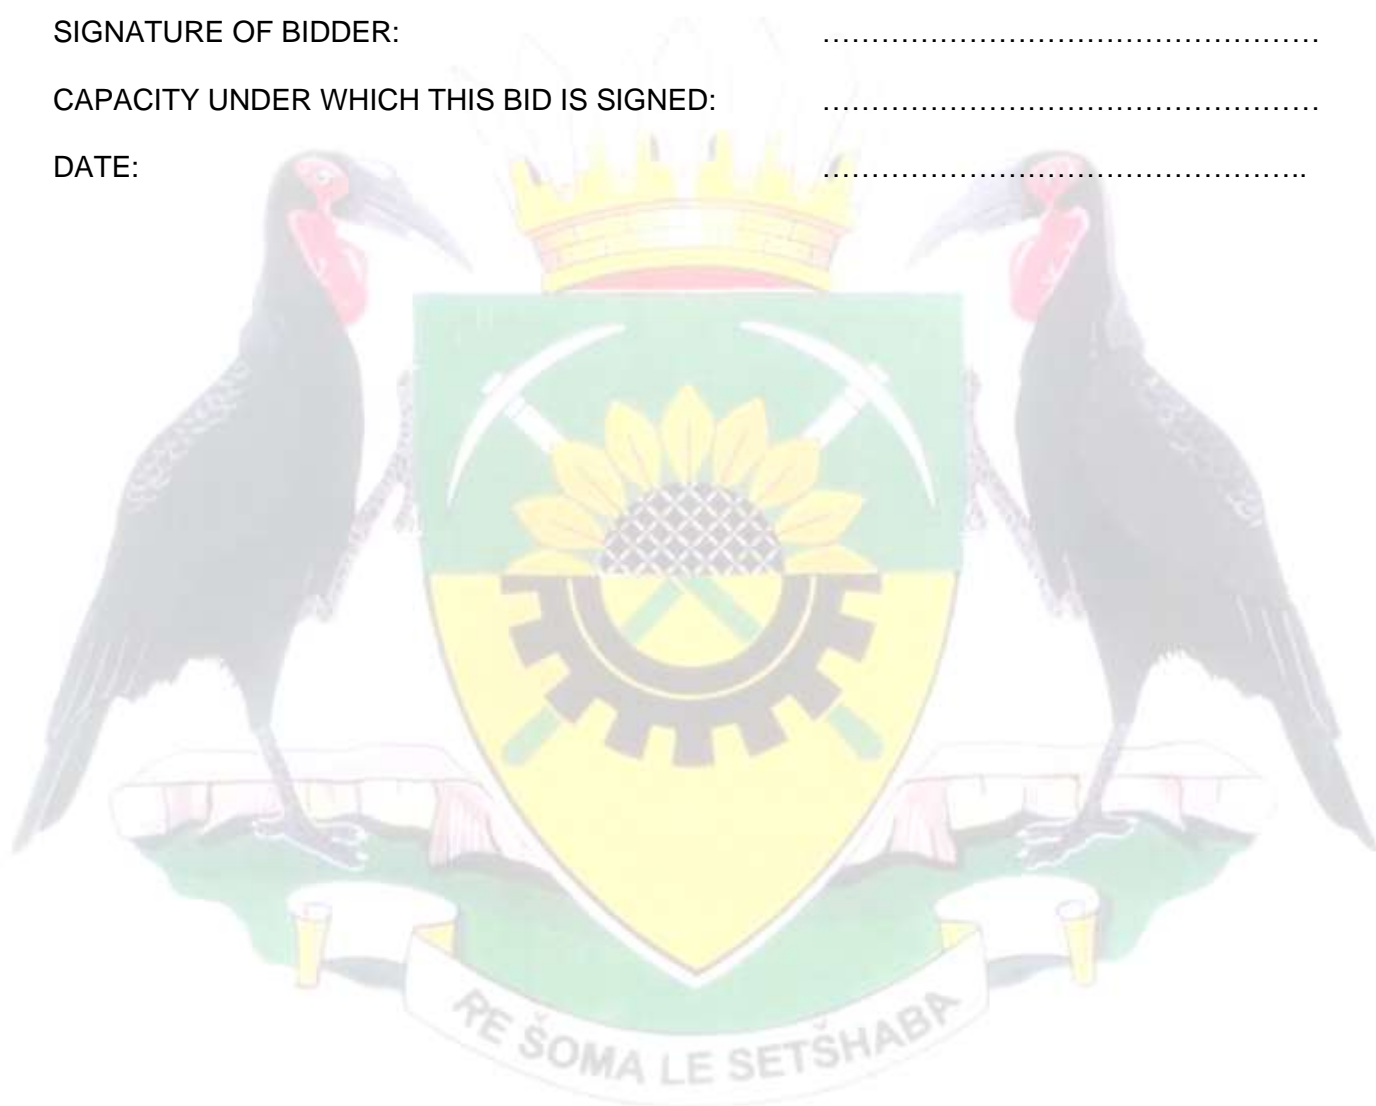 SIGNATURE OF BIDDER: ……………………………………………
CAPACITY UNDER WHICH THIS BID IS SIGNED: ……………………………………………
DATE: …………………………………………..
RE ŠOMA LE SETŠHABA